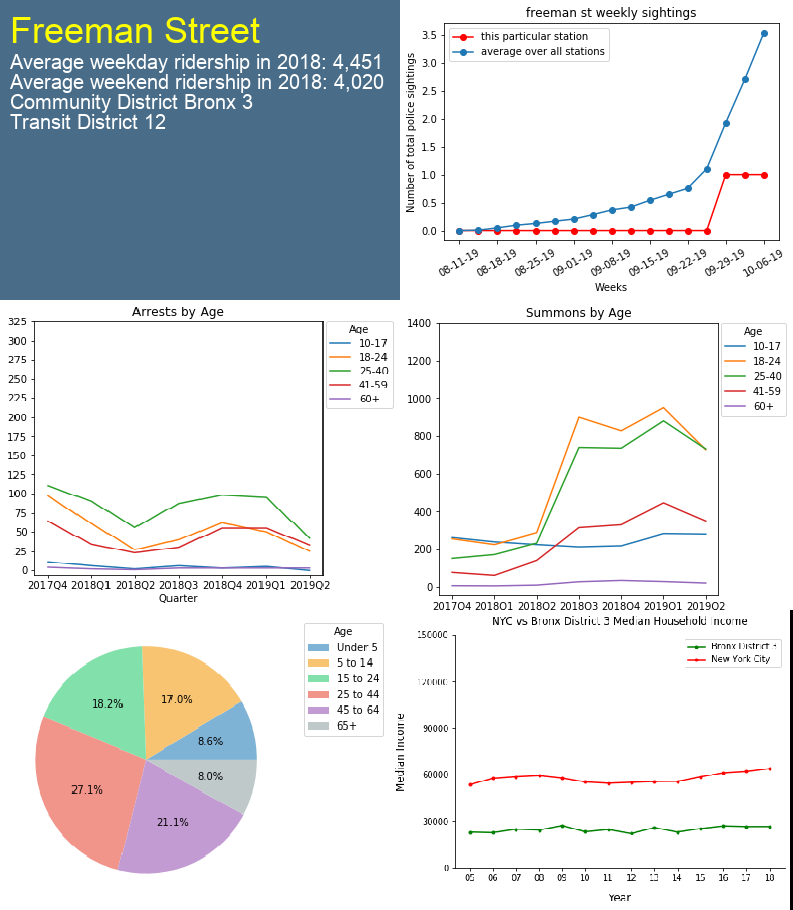 Freeman Street
Average weekday ridership in 2018: 4,451
Average weekend ridership in 2018: 4,020
Community District Bronx 3
Transit District 12
freeman st weekly sightings
this particular station
average over all stations
Number of total police sightings
3.5
3.0
2.5
2.0
1.5
1.0
0.5
0.0
08-11-19
08-18-19
08-25-19
09-01-19
09-08-19
09-15-19
09-22-19
09-29-19
10-06-19
Weeks
Arrests by Age
325
300
275
250
225
200
175
150
125
100
75
50
25
0
2017Q4 2018Q1 2018Q2 2018Q3 2018Q4 2019Q1 2019Q2
Quarter
Age
10-17
18-24
25-40
41-59
60+
Summons by Age
1400
1200
1000
800
600
400
200
0
2017Q4 2018Q1 2018Q2 2018Q3 2018Q4 2019Q1 2019Q2
Age
10-17
18-24
25-40
41-59
60+
Age
Under 5
5 to 14
15 to 24
25 to 44
45 to 64
65+
17.0%
18.2%
8.6%
8.0%
27.1%
21.1%
NYC vs Bronx District 3 Median Household Income
Bronx District 3
New York City
Median Income
150000
120000
90000
60000
30000
0
05 06 07 08 09 10 11 12 13 14 15 16 17 18
Year